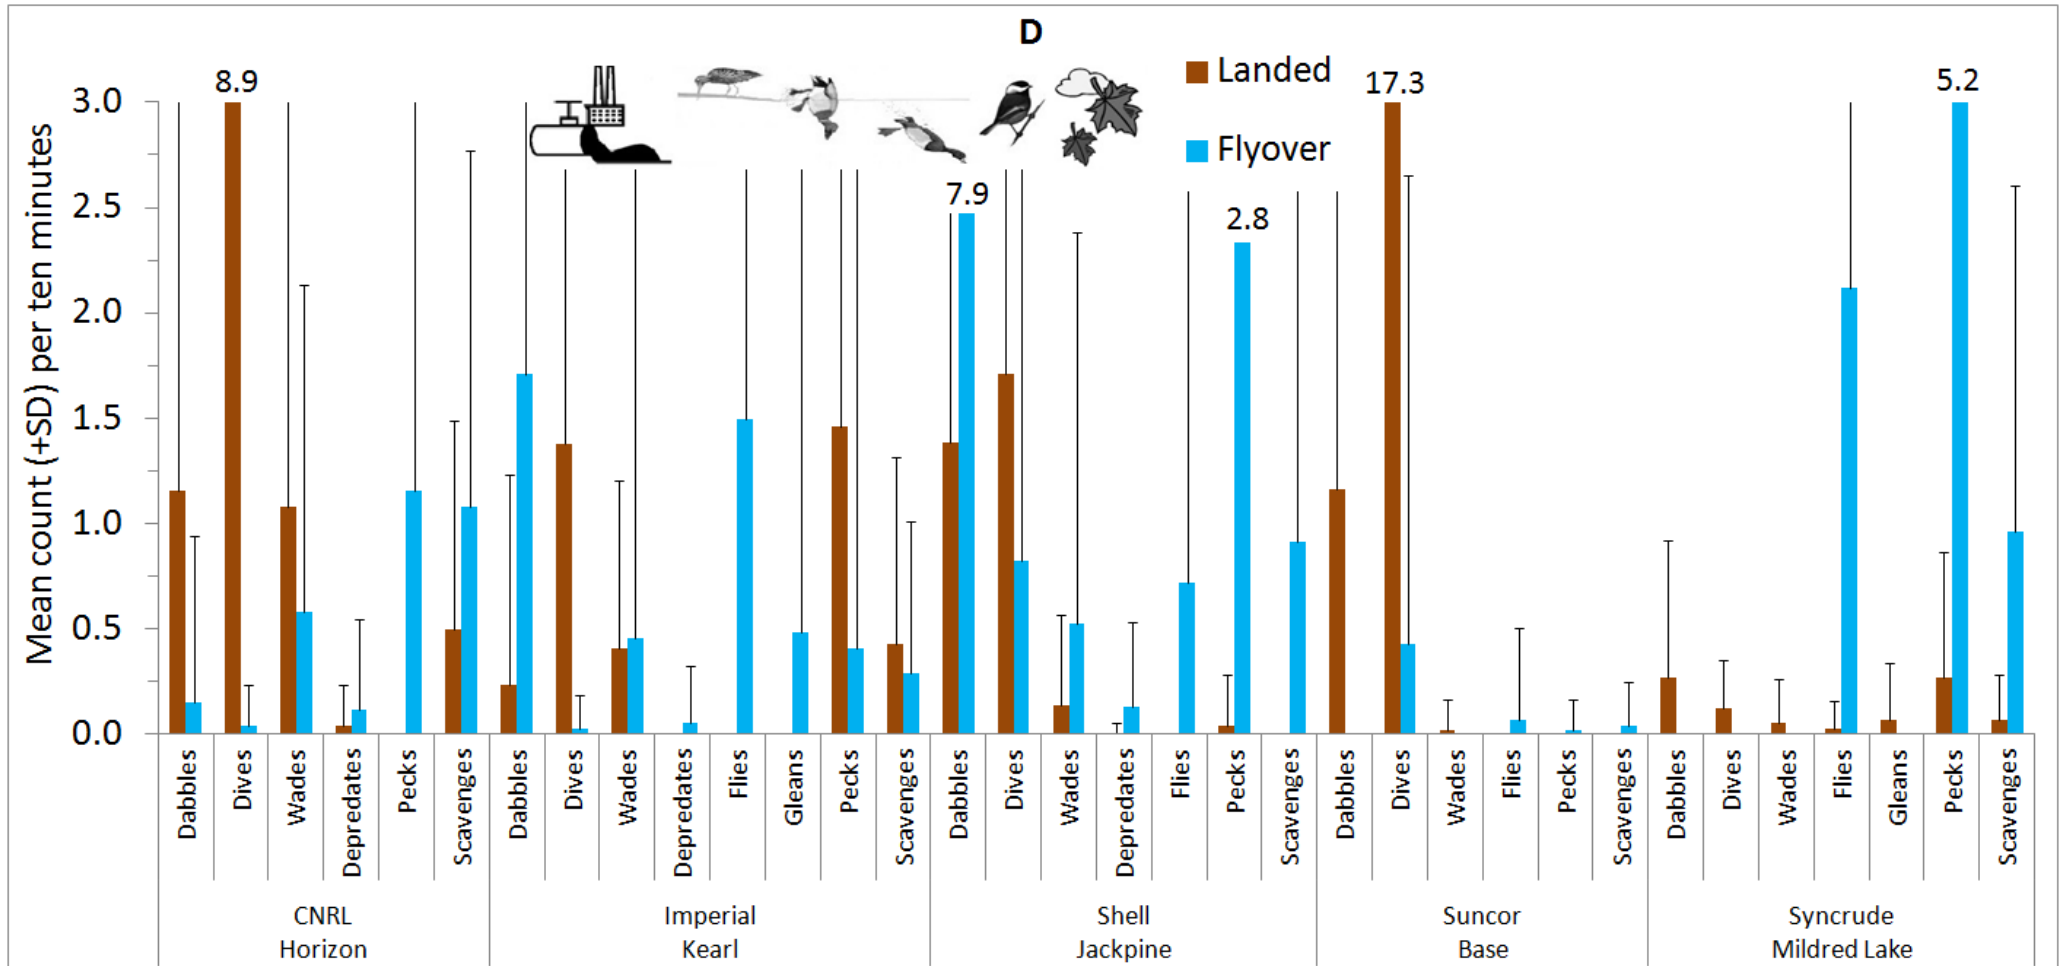 D
Landed
Flyover
8.9
7.9
2.8
17.3
5.2
Mean count (+SD) per ten minutes
3.0
2.5
2.0
1.5
1.0
0.5
0.0
Dabbles
Dives
Wades
Depredates
Pecks
Scavenges
Dabbles
Dives
Wades
Depredates
Flies
Gleans
Pecks
Scavenges
Dabbles
Dives
Wades
Depredates
Flies
Pecks
Scavenges
Dabbles
Dives
Wades
Flies
Pecks
Scavenges
Dabbles
Dives
Wades
Flies
Gleans
Pecks
Scavenges
CNRL
Horizon
Imperial
Kearl
Shell
Jackpine
Suncor
Base
Syncrude
Mildred Lake